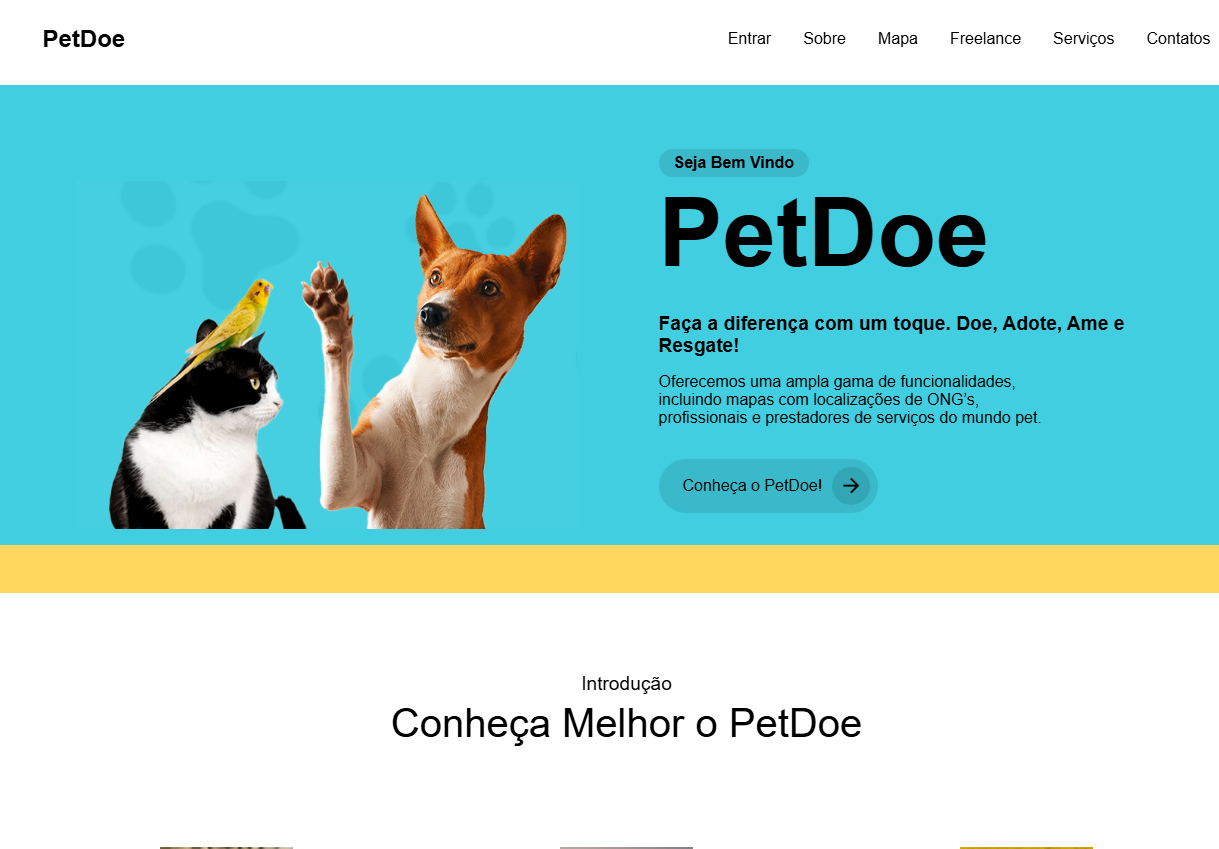 PetDoe
Entrar Sobre Mapa Freelance Serviços Contatos
Seja Bem Vindo
PetDoe
Faça a diferença com um toque. Doe, Adote, Ame e
Resgate!
Oferecemos uma ampla gama de funcionalidades,
incluindo mapas com localizações de ONG's,
profissionais e prestadores de serviços do mundo pet.
Conheça o PetDoe!
Introdução
Conheça Melhor o PetDoe